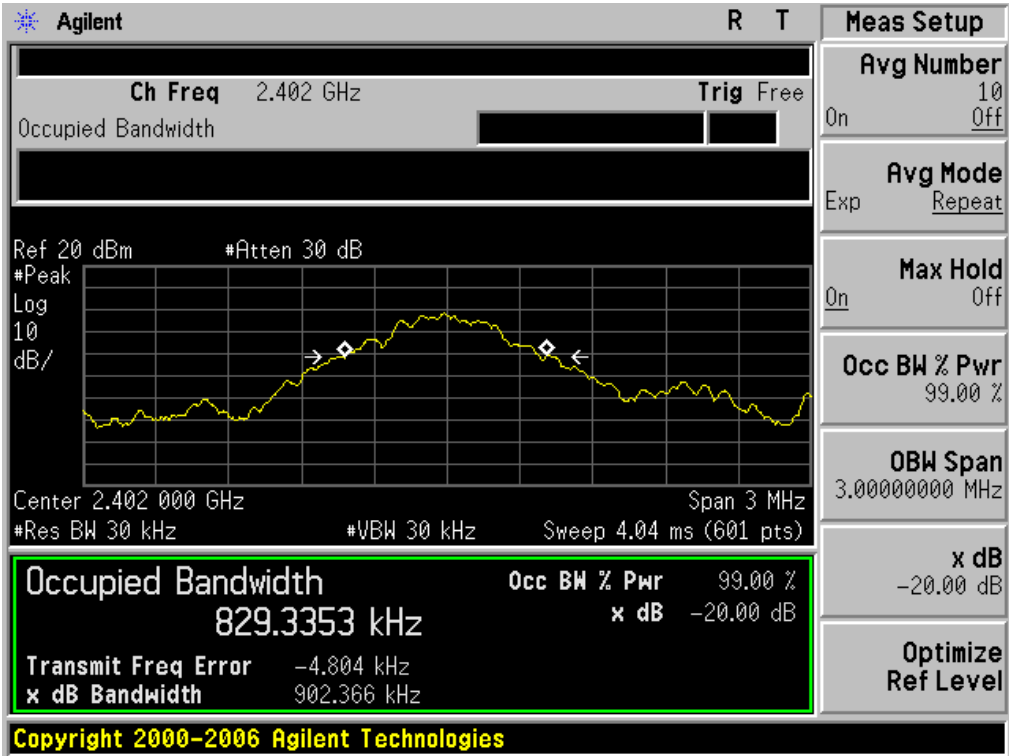 Agilent R T
Ch Freq 2.402 GHz Trig Free
Occupied Bandwidth
Ref 20 dBm #Atten 30 dB
#Peak
Log
10
dB/
Center 2.402 000 GHz Span 3 MHz
#Res BW 30 kHz #VBW 30 kHz Sweep 4.04 ms (601 pts)
Occupied Bandwidth Occ BW % Pwr 99.00 %
829.3353 kHz x dB -20.00 dB
Transmit Freq Error -4.804 kHz
x dB Bandwidth 902.366 kHz
Copyright 2000-2006 Agilent Technologies
Meas Setup
Avg Number
10
On Off
Avg Mode
Exp Repeat
Max Hold
On Off
Occ BW % Pwr
99.00 %
OBW Span
3.00000000 MHz
x dB
-20.00 dB
Optimize
Ref Level